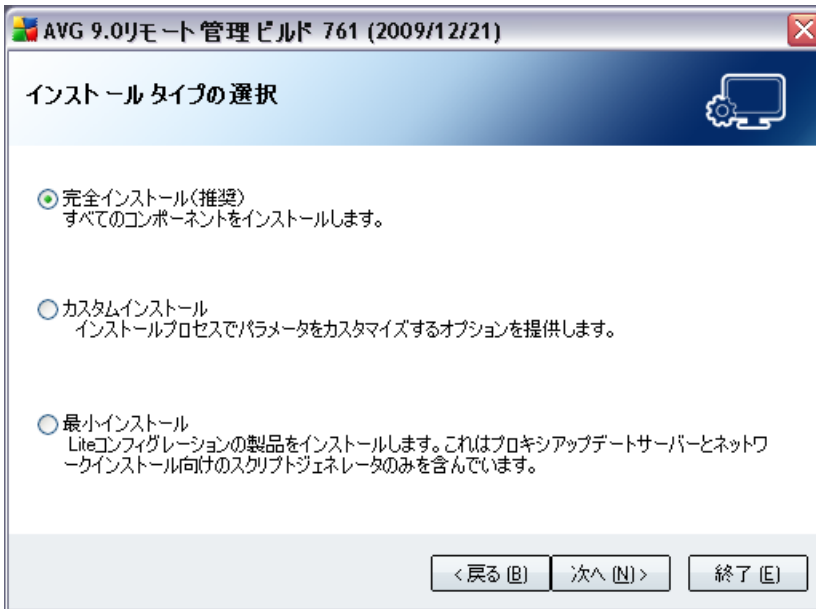 AVG 9.0リモート管理 ビルド 761 (2009/12/21)
インストール タイプの選択
完全インストール(推奨)
すべてのコンポーネントをインストールします。
カスタムインストール
インストールプロセスでパラメータをカスタマイズするオプションを提供します。
最小インストール
Liteコンフィグレーションの製品をインストールします。これはプロキシアップデートサーバーとネットワ
ークインストール向けのスクリプトジェネレータのみを含んでいます。
< 戻る (B)
次へ (N) >
終了 (E)